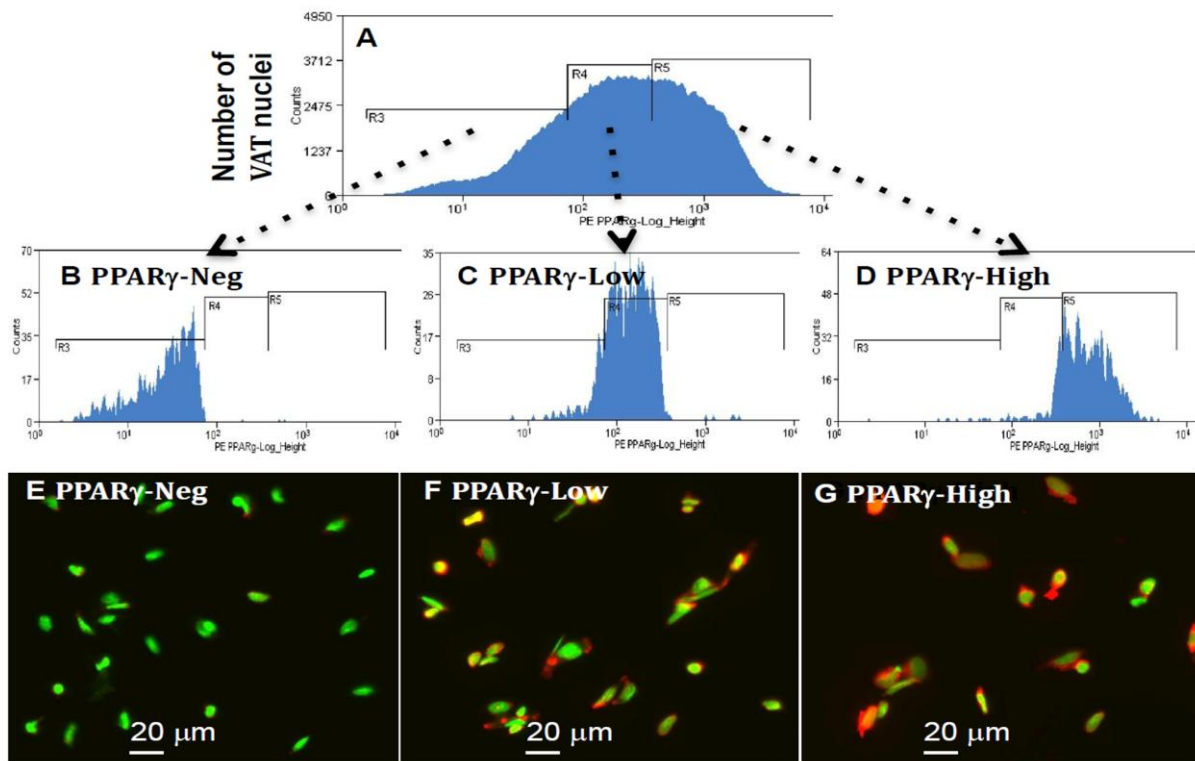 Number of
VAT nuclei
A
4950
3712
2475
1237
0
Counts
R3
R4
R5
10^0
10^1
10^2
10^3
10^4
PE PPARg-Log_Height
B PPARγ-Neg
70
52
35
17
0
Counts
R3
R4
R5
10^0
10^1
10^2
10^3
10^4
PE PPARg-Log_Height
C PPARγ-Low
35
26
17
8
0
Counts
R3
R4
R5
10^0
10^1
10^2
10^3
10^4
PE PPARg-Log_Height
D PPARγ-High
64
48
32
16
0
Counts
R3
R4
R5
10^0
10^1
10^2
10^3
10^4
PE PPARg-Log_Height
E PPARγ-Neg
20 μm
F PPARγ-Low
20 μm
G PPARγ-High
20 μm